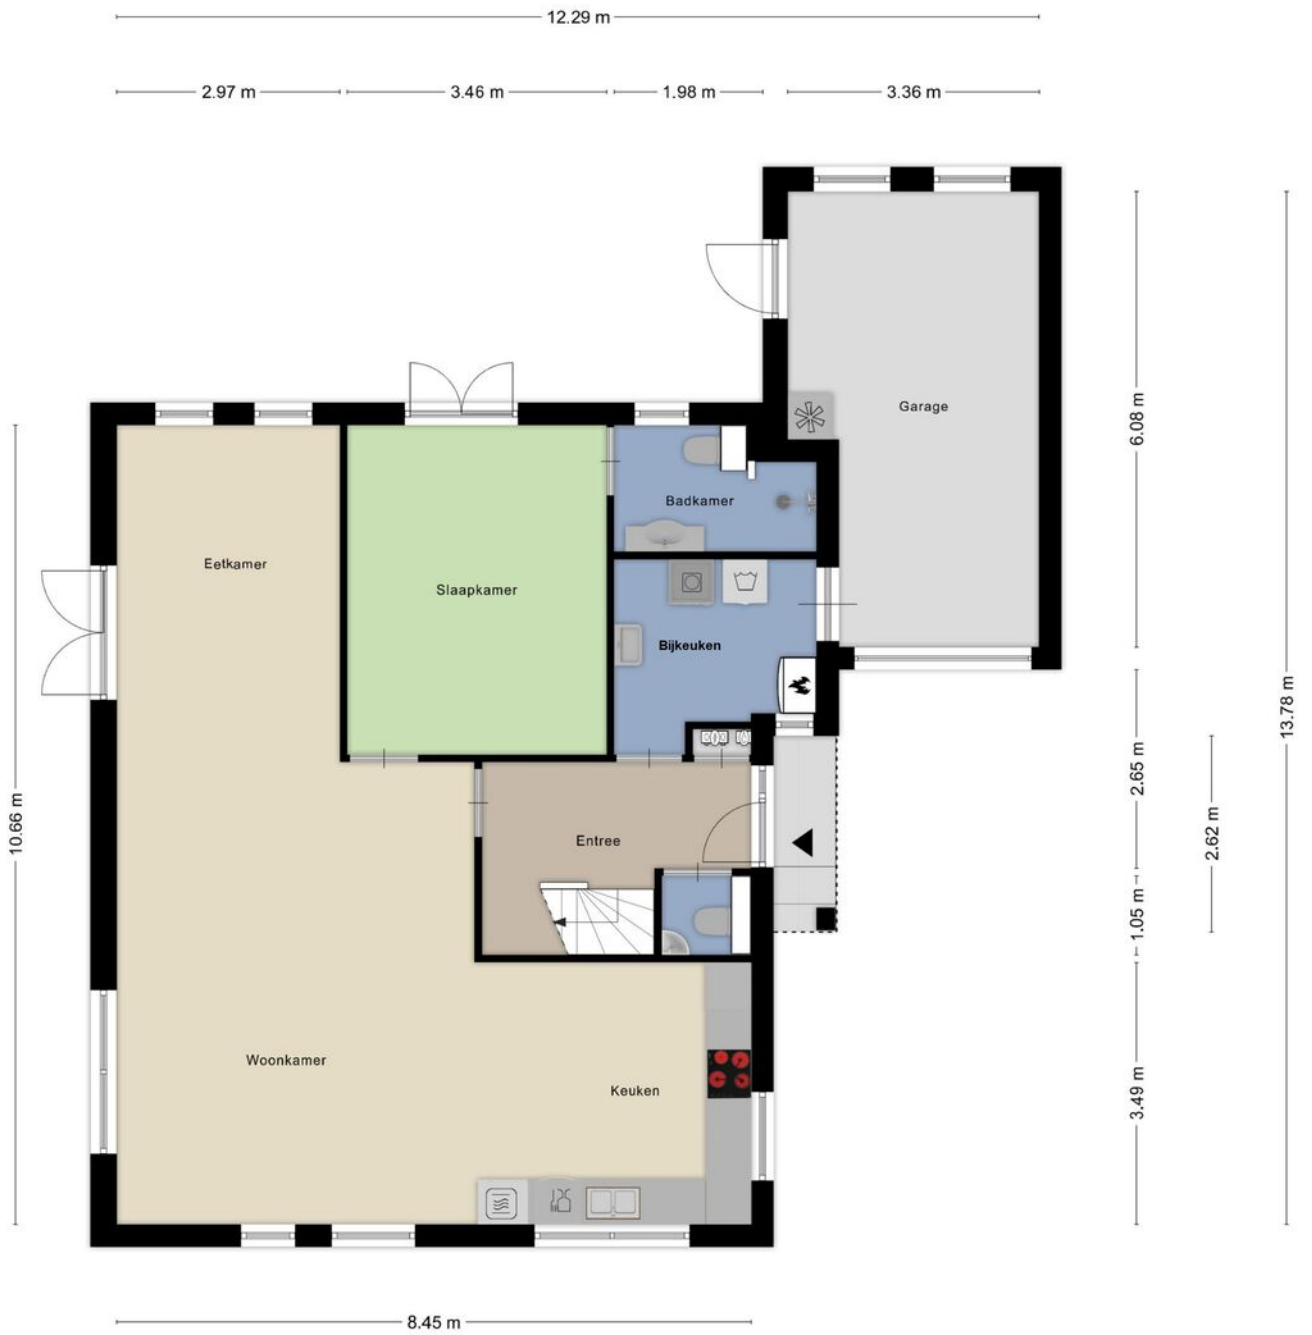 12.29 m
2.97 m
3.46 m
1.98 m
3.36 m
Garage
6.08 m
Badkamer
Eetkamer
Slaapkamer
Bijkeuken
13.78 m
2.65 m
10.66 m
2.62 m
Entree
1.05 m
Woonkamer
Keuken
3.49 m
8.45 m